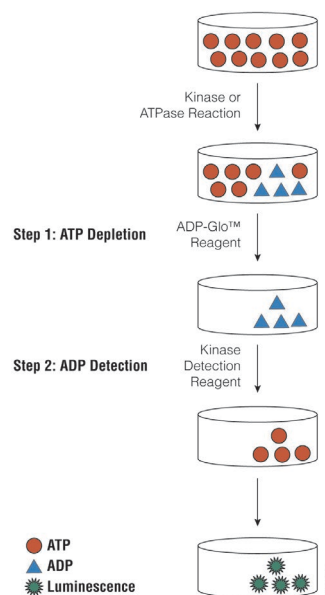 Kinase or
ATPase Reaction
Step 1: ATP Depletion
ADP-Glo™
Reagent
Step 2: ADP Detection
Kinase
Detection
Reagent
ATP
ADP
Luminescence